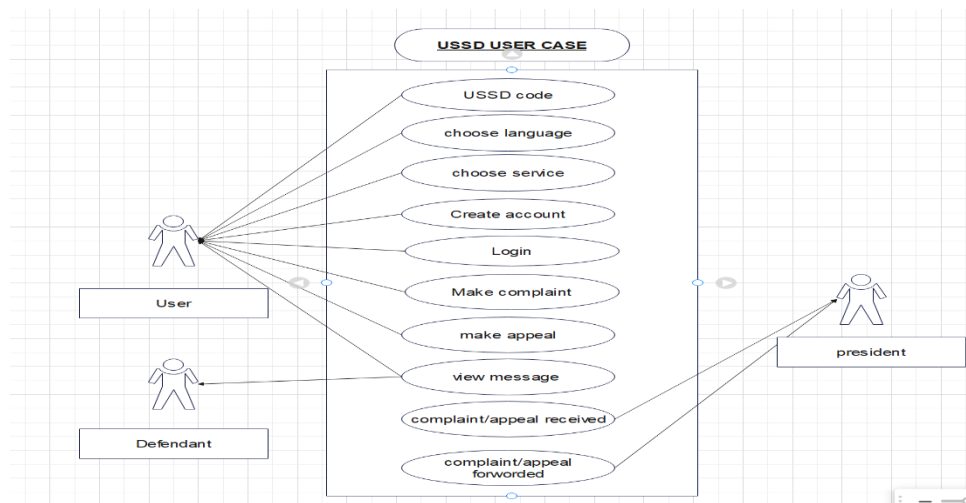 USSD USER CASE
USSD code
choose language
choose service
Create account
Login
Make complaint
make appeal
view message
complaint/appeal received
complaint/appeal
forworded
User
Defendant
president